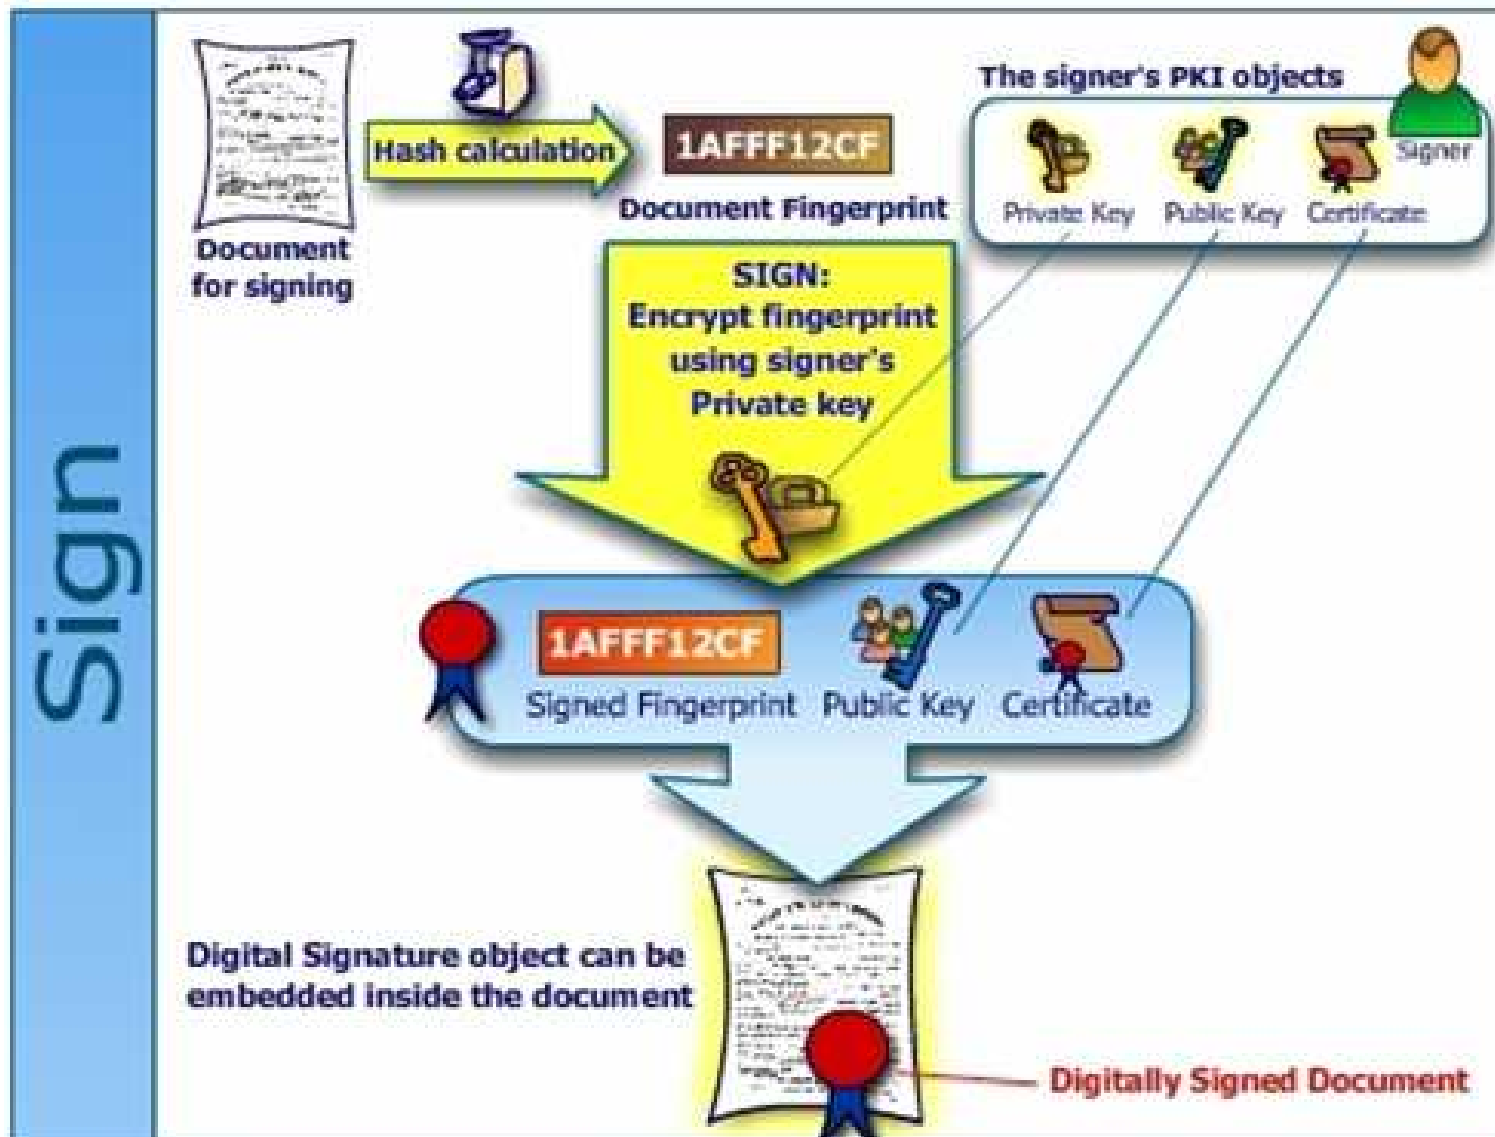 Sign
Document
for signing
Hash calculation
1AFFF12CF
Document Fingerprint
The signer's PKI objects
Signer
Private Key
Public Key
Certificate
SIGN:
Encrypt fingerprint
using signer's
Private key
1AFFF12CF
Signed Fingerprint
Public Key
Certificate
Digital Signature object can be
embedded inside the document
Digitally Signed Document